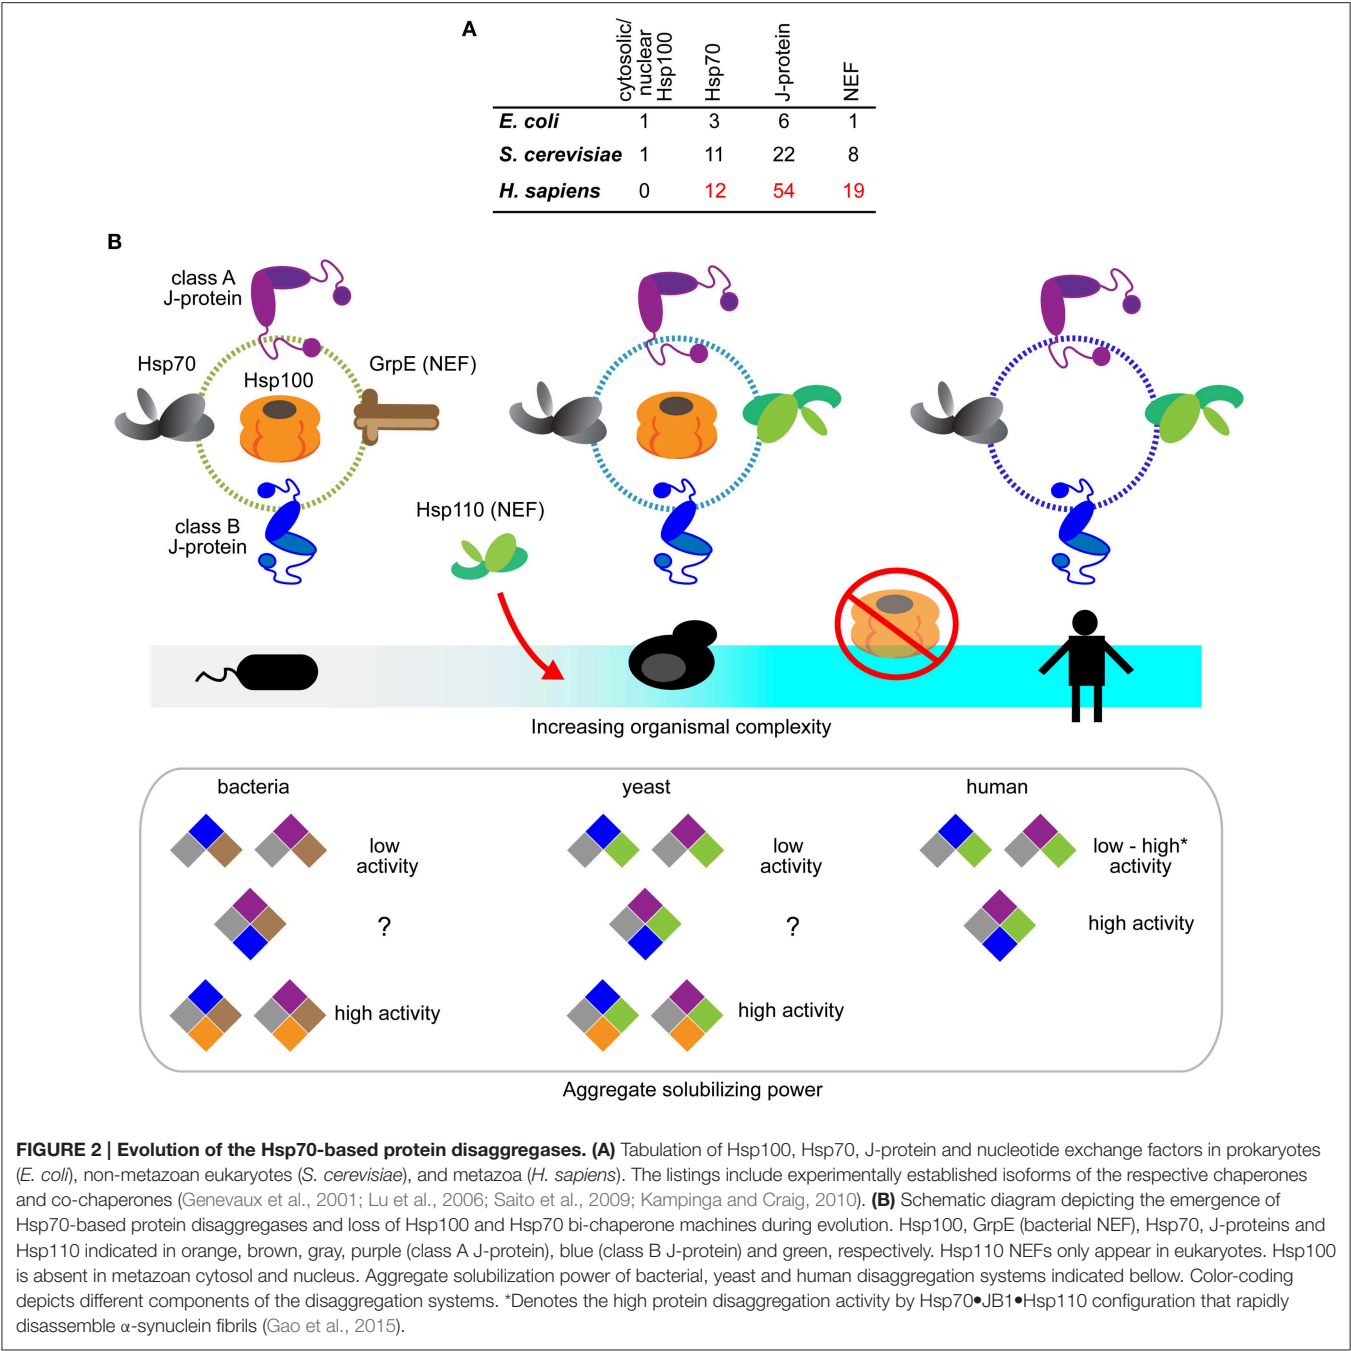 A
cytosolic/
nuclear
Hsp100
Hsp70
J-protein
NEF
E. coli 1 3 6 1
S. cerevisiae 1 11 22 8
H. sapiens 0 12 54 19
B
class A
J-protein
Hsp70
Hsp100
GrpE (NEF)
class B
J-protein
Hsp110 (NEF)
Increasing organismal complexity
bacteria yeast human
low
activity
low
activity
low - high*
activity
? ? high activity
high activity high activity
Aggregate solubilizing power
FIGURE 2 | Evolution of the Hsp70-based protein disaggregases. (A) Tabulation of Hsp100, Hsp70, J-protein and nucleotide exchange factors in prokaryotes
(E. coli), non-metazoan eukaryotes (S. cerevisiae), and metazoa (H. sapiens). The listings include experimentally established isoforms of the respective chaperones
and co-chaperones (Genevaux et al., 2001; Lu et al., 2006; Saito et al., 2009; Kampinga and Craig, 2010). (B) Schematic diagram depicting the emergence of
Hsp70-based protein disaggregases and loss of Hsp100 and Hsp70 bi-chaperone machines during evolution. Hsp100, GrpE (bacterial NEF), Hsp70, J-proteins and
Hsp110 indicated in orange, brown, gray, purple (class A J-protein), blue (class B J-protein) and green, respectively. Hsp110 NEFs only appear in eukaryotes. Hsp100
is absent in metazoan cytosol and nucleus. Aggregate solubilization power of bacterial, yeast and human disaggregation systems indicated bellow. Color-coding
depicts different components of the disaggregation systems. *Denotes the high protein disaggregation activity by Hsp70•JB1•Hsp110 configuration that rapidly
disassemble α-synuclein fibrils (Gao et al., 2015).